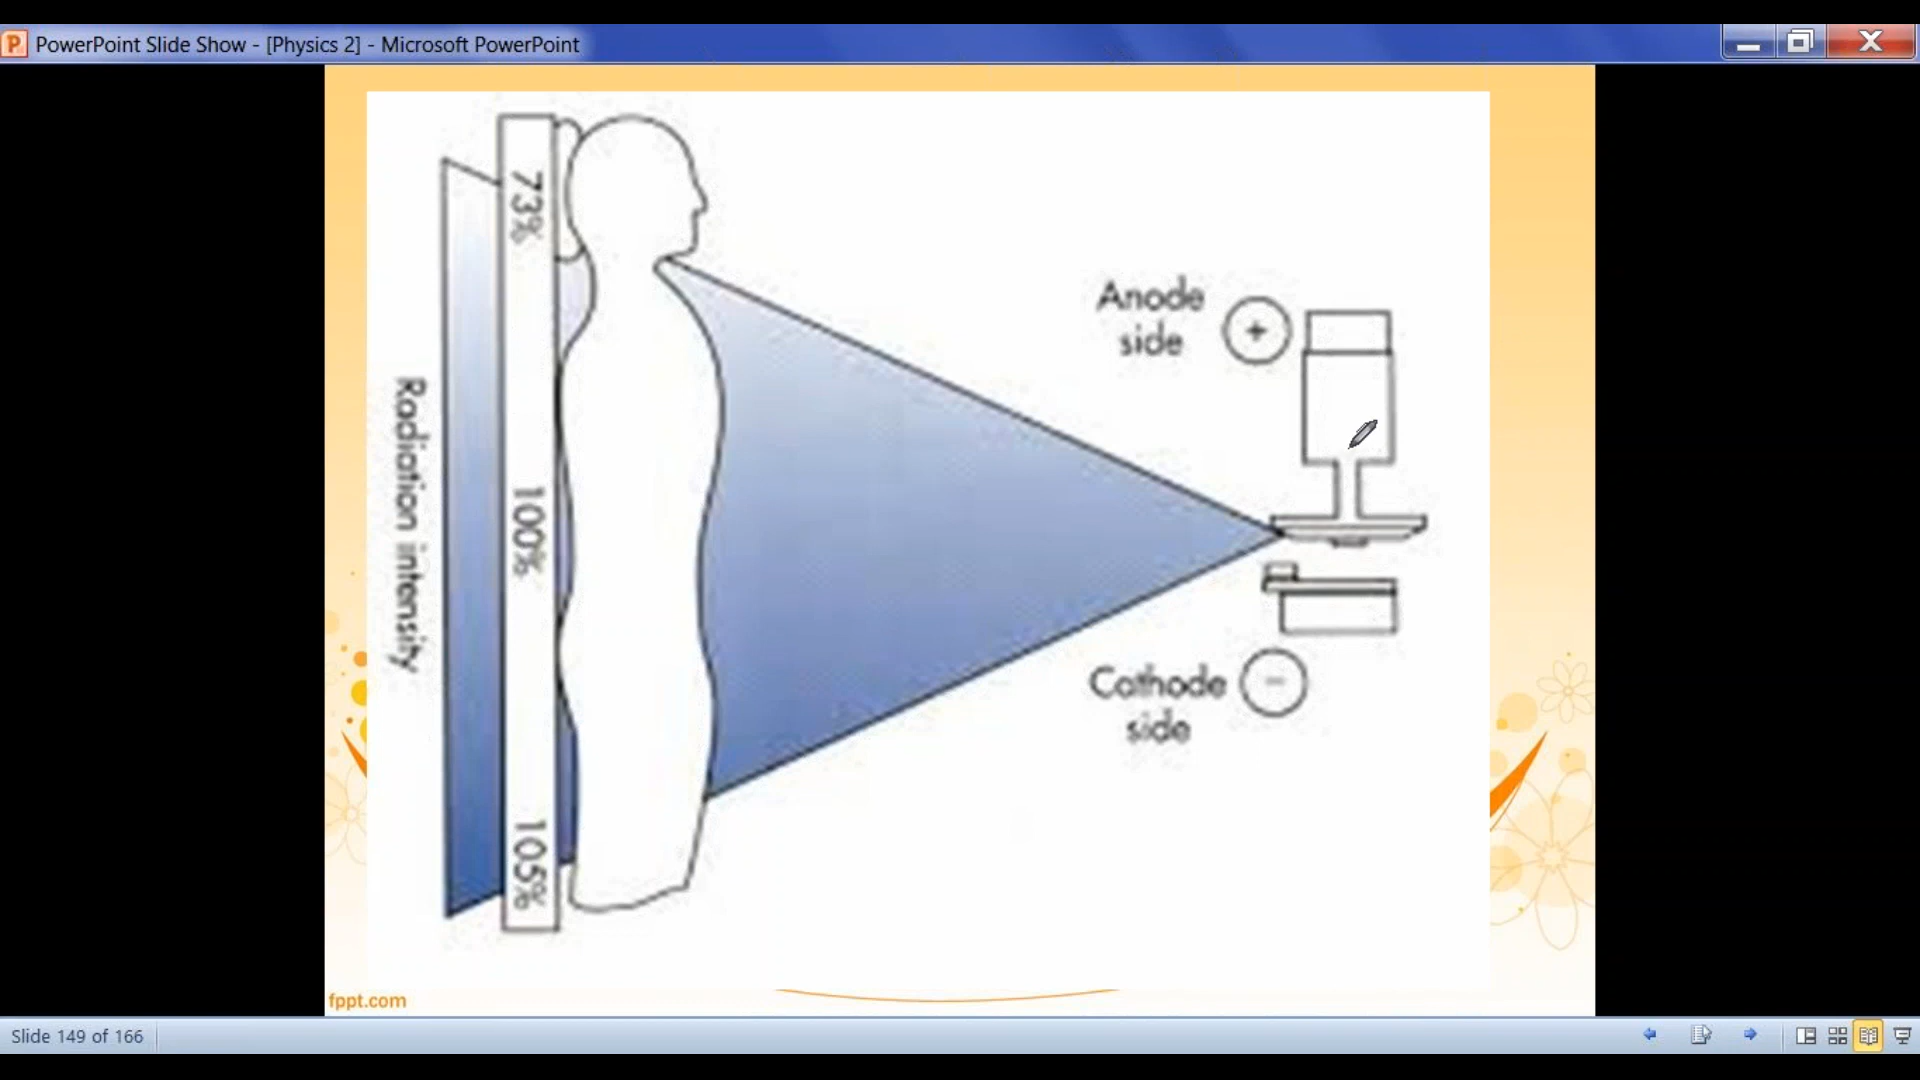 PowerPoint Slide Show - [Physics 2] - Microsoft PowerPoint
73%
100%
105%
Radiation intensity
Anode
side
+
Cathode
side
−
fppt.com
Slide 149 of 166